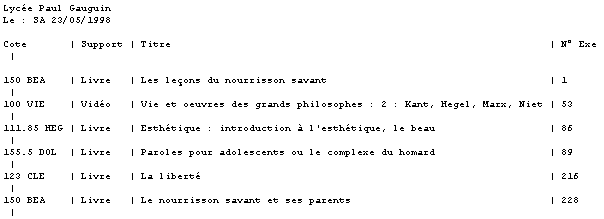 Lycée Paul Gauguin
Le : SA 23/05/1998
Cote | Support | Titre | N° Exe
|
150 BEA | Livre | Les leçons du nourrisson savant | 1
|
100 VIE | Vidéo | Vie et oeuvres des grands philosophes : 2 : Kant, Hegel, Marx, Niet | 53
|
111.85 HEG | Livre | Esthétique : introduction à l'esthétique, le beau | 86
|
155.5 DOL | Livre | Paroles pour adolescents ou le complexe du homard | 89
|
123 CLE | Livre | La liberté | 216
|
150 BEA | Livre | Le nourrisson savant et ses parents | 228
|